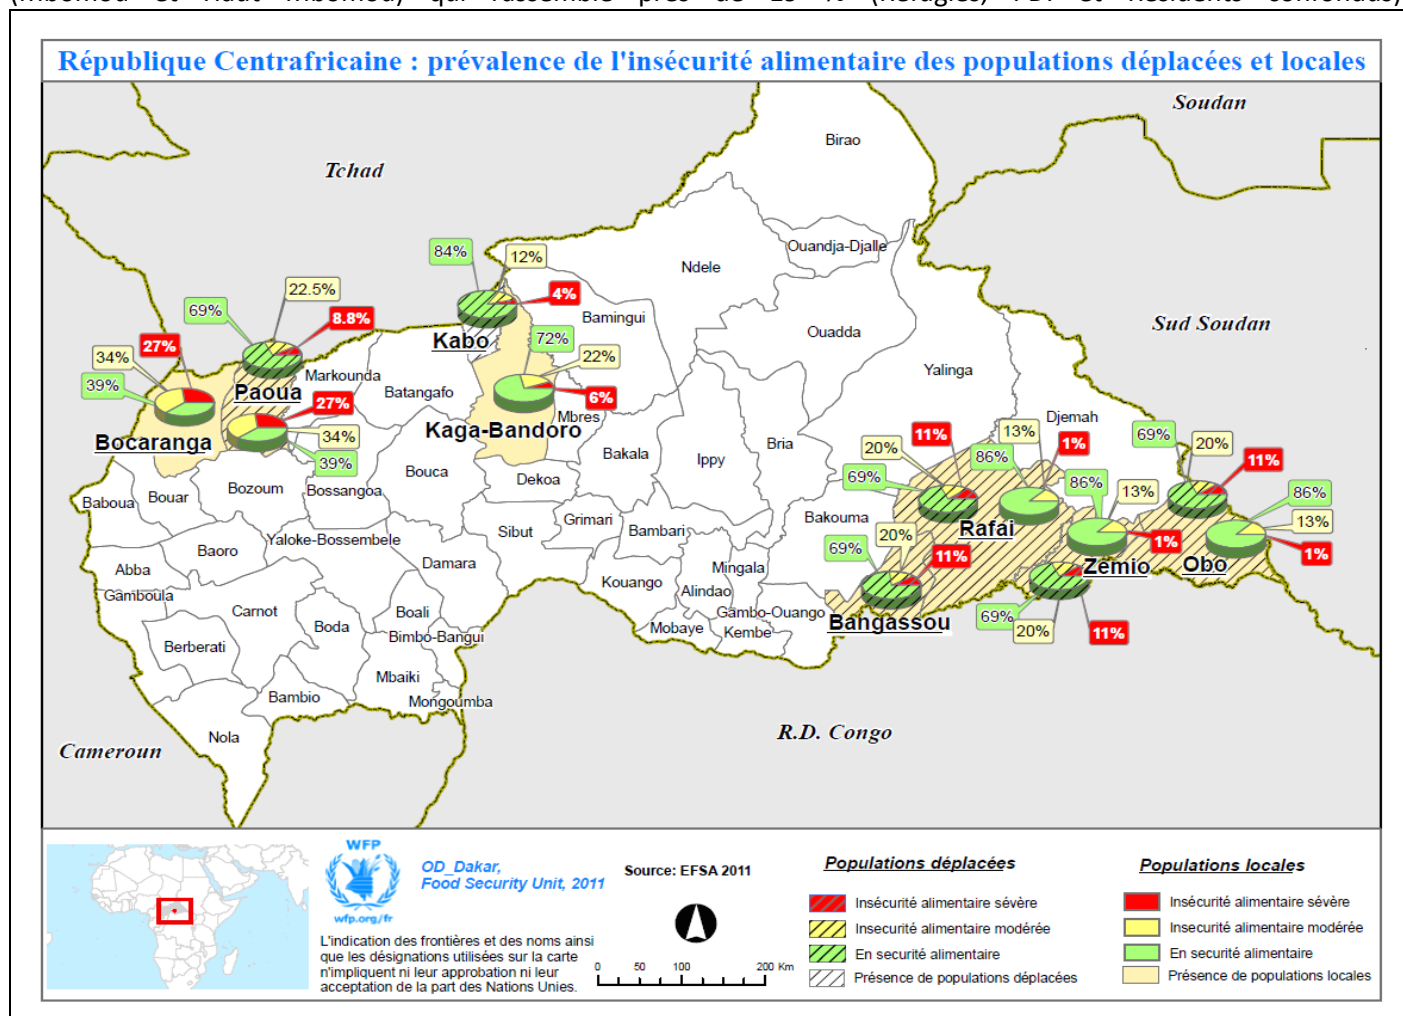 République Centrafricaine : prévalence de l'insécurité alimentaire des populations déplacées et locales
Soudan
Tchad
Birao
Ouandja-Djalle
Ndele
84%
12%
4%
Bamingui
Kabo
Sud Soudan
Ouadda
22.5%
69%
8.8%
72%
22%
6%
27%
34%
39%
Markounda
Paoua
Batangafo
Yalinga
27%
34%
39%
Bocaranga
Kaga-Bandoro
Mbres
Djemah
Bria
Bakala
Ippy
Bouca
Dekoa
11%
20%
69%
13%
1%
86%
Rafai
86%
13%
1%
Zemio
69%
20%
11%
69%
20%
11%
86%
13%
1%
Obo
Baboua
Bouar
Bozoum
Bossangoa
Bakouma
20%
69%
11%
Bangassou
Grimari
Sibut
Bambari
Yaloke-Bossembele
Baoro
Damara
Abba
Gamboula
Kouango
Mingala
Alindao
Carnot
Boali
Boda
Gambo-Ouango
Mobaye
Kembe
Bimbo-Bangui
Berberati
Mbaiki
Bambio
Mongoumba
Nola
R.D. Congo
Cameroun
WFP
wfp.org/fr
OD_Dakar,
Food Security Unit, 2011
Source: EFSA 2011
L'indication des frontières et des noms ainsi
que les désignations utilisées sur la carte
n'impliquent ni leur approbation ni leur
acceptation de la part des Nations Unies.
0 50 100 200 Km
Populations déplacées
Insécurité alimentaire sévère
Insecurité alimentaire modérée
En securité alimentaire
Présence de populations déplacées
Populations locales
Insécurité alimentaire sévère
Insécurité alimentaire modérée
En securité alimentaire
Présence de populations locales